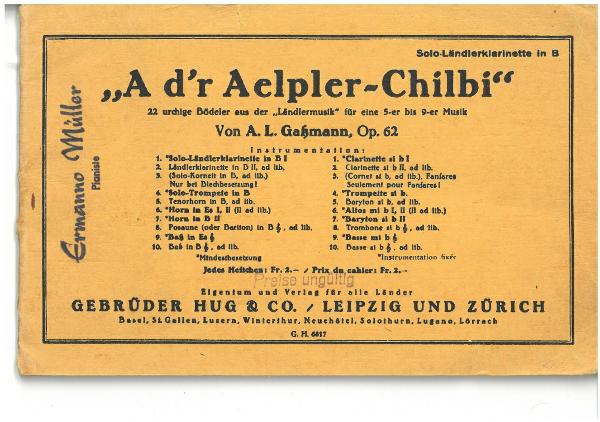 Solo-Ländlerklarinette in B
„A d'r Aelpler-Chilbi“
22 urchige Bödeler aus der „Ländlermusik“ für eine 5-er bis 9-er Musik
Von A. L. Gaßmann, Op. 62
Ermanno Müller
Pianiste
Instrumentation:
1. *Solo-Ländlerklarinette in B I
2. Ländlerklarinette in B II, ad lib.
3. (Solo-Kornett in B, ad lib.)
Nur bei Blechbesetzung!
4. *Solo-Trompete in B
5. Tenorhorn in B, ad lib.
6. *Horn in Es I, II (II ad lib.)
7. *Horn in B II
8. Posaune (oder Bariton) in B 𝄞, ad lib.
9. *Baß in Es 𝄞
10. Baß in B 𝄞, ad lib.
*Mindestbesetzung
1. *Clarinette si b I
2. Clarinette si b II, ad lib.
3. (Cornet si b, ad lib.), Fanfares
Seulement pour Fanfares!
4. *Trumpette si b.
5. Baryton si b, ad lib.
6. *Altos mi b I, II (II ad lib.)
7. *Baryton si b II
8. Trombone si b 𝄞, ad lib.
9. *Basse mi b 𝄞
10. Basse si b 𝄞, ad lib.
*Instrumentation fixée
Jedes Heftchen: Fr. 2.– / Prix du cahier: Fr. 2.–
Preise ungültig
Eigentum und Verlag für alle Länder
GEBRÜDER HUG & CO. / LEIPZIG UND ZÜRICH
Basel, St. Gallen, Luzern, Winterthur, Neuchâtel, Solothurn, Lugano, Lörrach
G. H. 6817